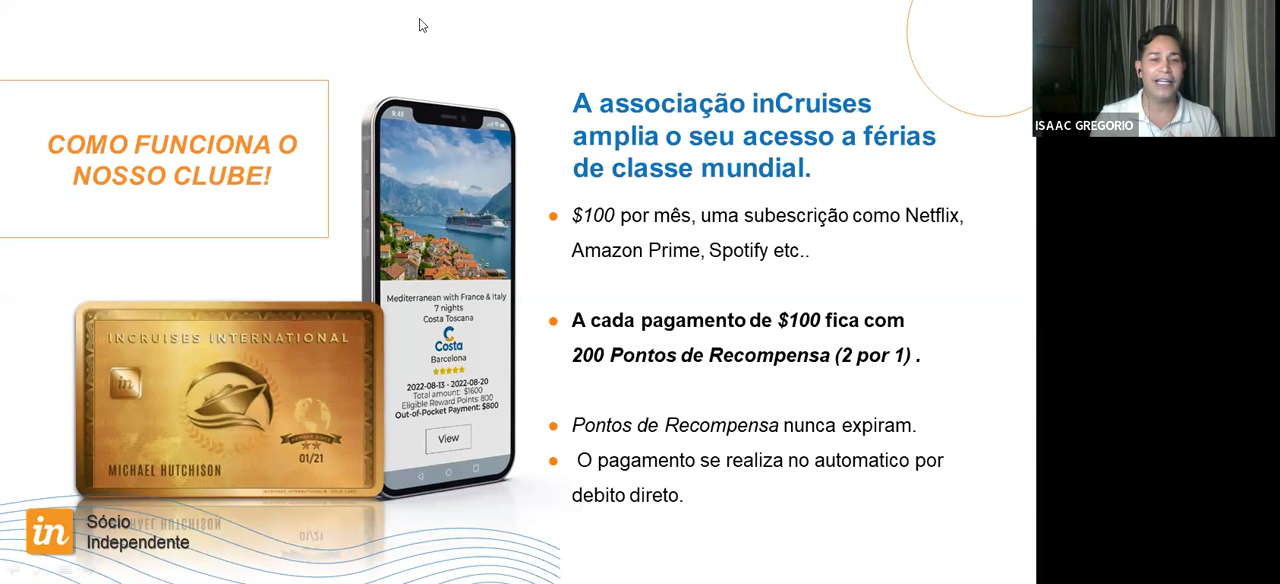 COMO FUNCIONA O
NOSSO CLUBE!
INCRUISES INTERNATIONAL
in
01/21
MICHAEL HUTCHISON
9:45
Mediterranean with France & Italy
7 nights
Costa Toscana
Costa
Barcelona
2022-08-13 - 2022-08-20
Total amount: $1600
Eligible Reward Points: 800
Out-of-Pocket Payment: $800
View
A associação inCruises
amplia o seu acesso a férias
de classe mundial.
$100 por mês, uma subescrição como Netflix,
Amazon Prime, Spotify etc..
A cada pagamento de $100 fica com
200 Pontos de Recompensa (2 por 1) .
Pontos de Recompensa nunca expiram.
O pagamento se realiza no automatico por
debito direto.
in
Sócio
Independente
ISAAC GREGORIO